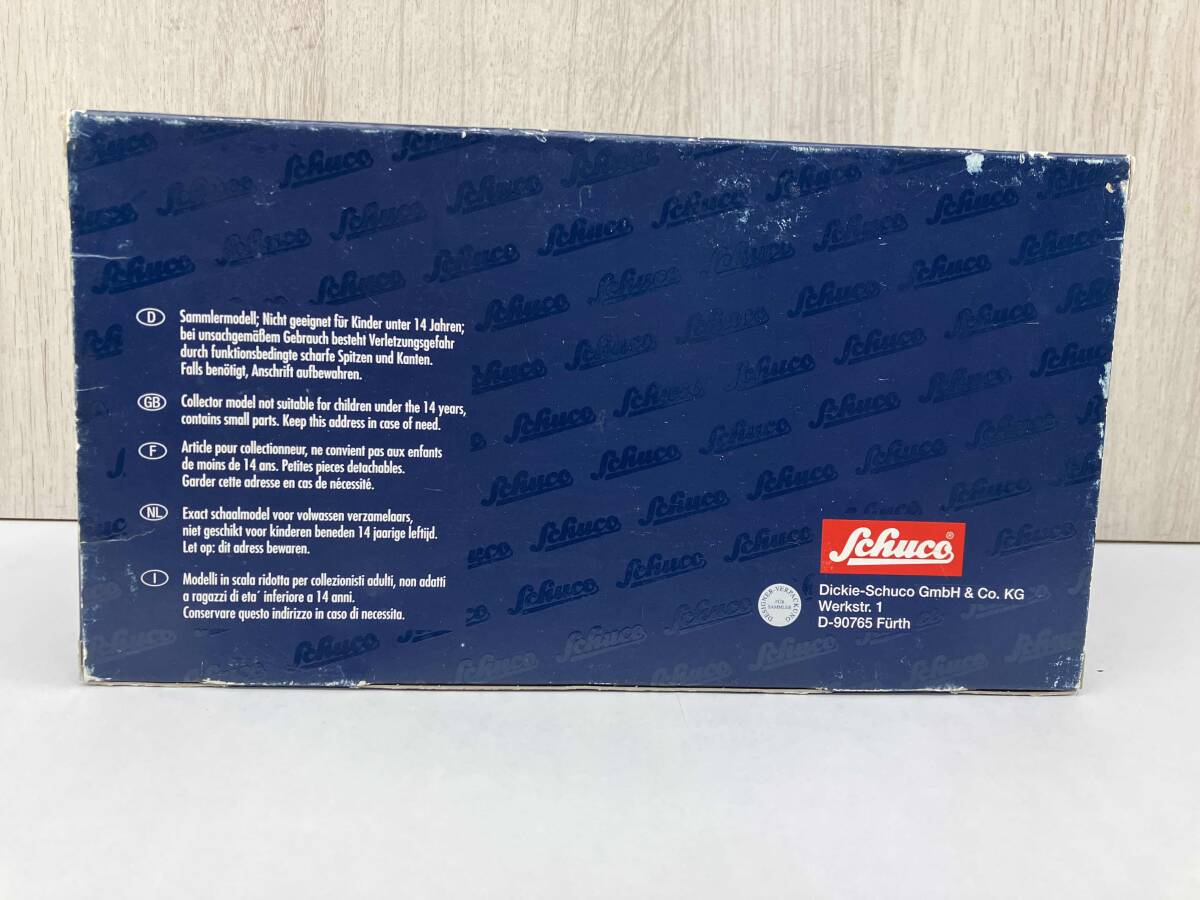 D Sammlermodell; Nicht geeignet für Kinder unter 14 Jahren;
bei unsachgemäßem Gebrauch besteht Verletzungsgefahr
durch funktionsbedingte scharfe Spitzen und Kanten.
Falls benötigt, Anschrift aufbewahren.
GB Collector model not suitable for children under the 14 years,
contains small parts. Keep this address in case of need.
F Article pour collectionneur, ne convient pas aux enfants
de moins de 14 ans. Petites pieces detachables.
Garder cette adresse en cas de nécessité.
NL Exact schaalmodel voor volwassen verzamelaars,
niet geschikt voor kinderen beneden 14 jaarige leftijd.
Let op: dit adress bewaren.
I Modelli in scala ridotta per collezionisti adulti, non adatti
a ragazzi di eta´ inferiore a 14 anni.
Conservare questo indirizzo in caso di necessita.
Schuco®
DESIGNER-VERPACKUNG
FÜR
SAMMLER
Dickie-Schuco GmbH & Co. KG
Werkstr. 1
D-90765 Fürth